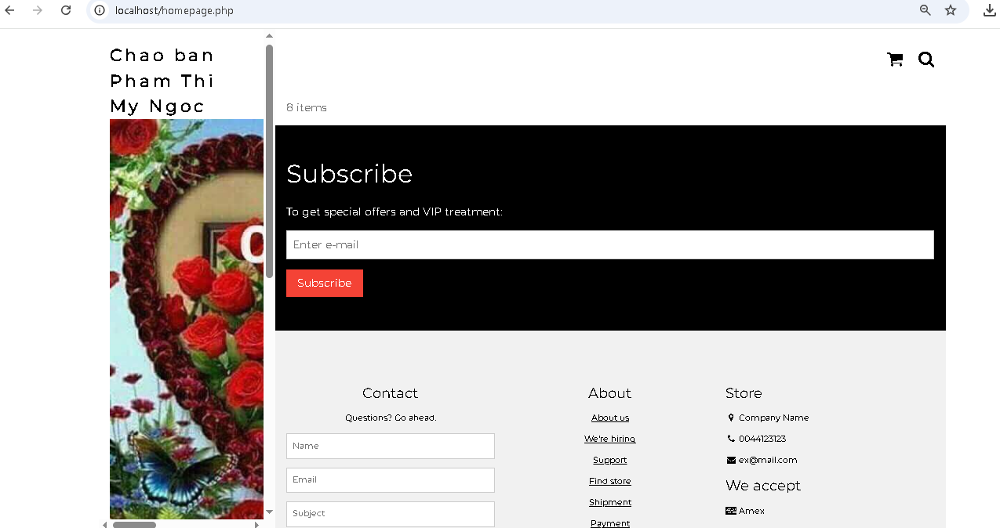 localhost/homepage.php
Chao ban
Pham Thi
My Ngoc
8 items
Subscribe
To get special offers and VIP treatment:
Enter e-mail
Subscribe
Contact
Questions? Go ahead.
Name
Email
Subject
About
About us
We're hiring
Support
Find store
Shipment
Payment
Store
Company Name
0044123123
ex@mail.com
We accept
Amex